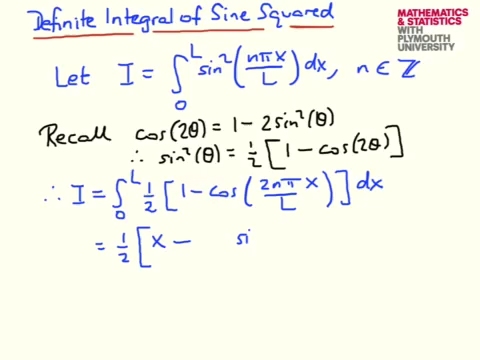 Definite Integral of Sine Squared
MATHEMATICS
& STATISTICS
WITH
PLYMOUTH
UNIVERSITY
Let I = ∫₀ᴸ sin²(nπx/L) dx, n ∈ ℤ
Recall cos(2θ) = 1 − 2sin²(θ)
∴ sin²(θ) = 1/2 [1 − cos(2θ)]
∴ I = ∫₀ᴸ 1/2 [1 − cos(2nπ/L x)] dx
= 1/2 [x − si